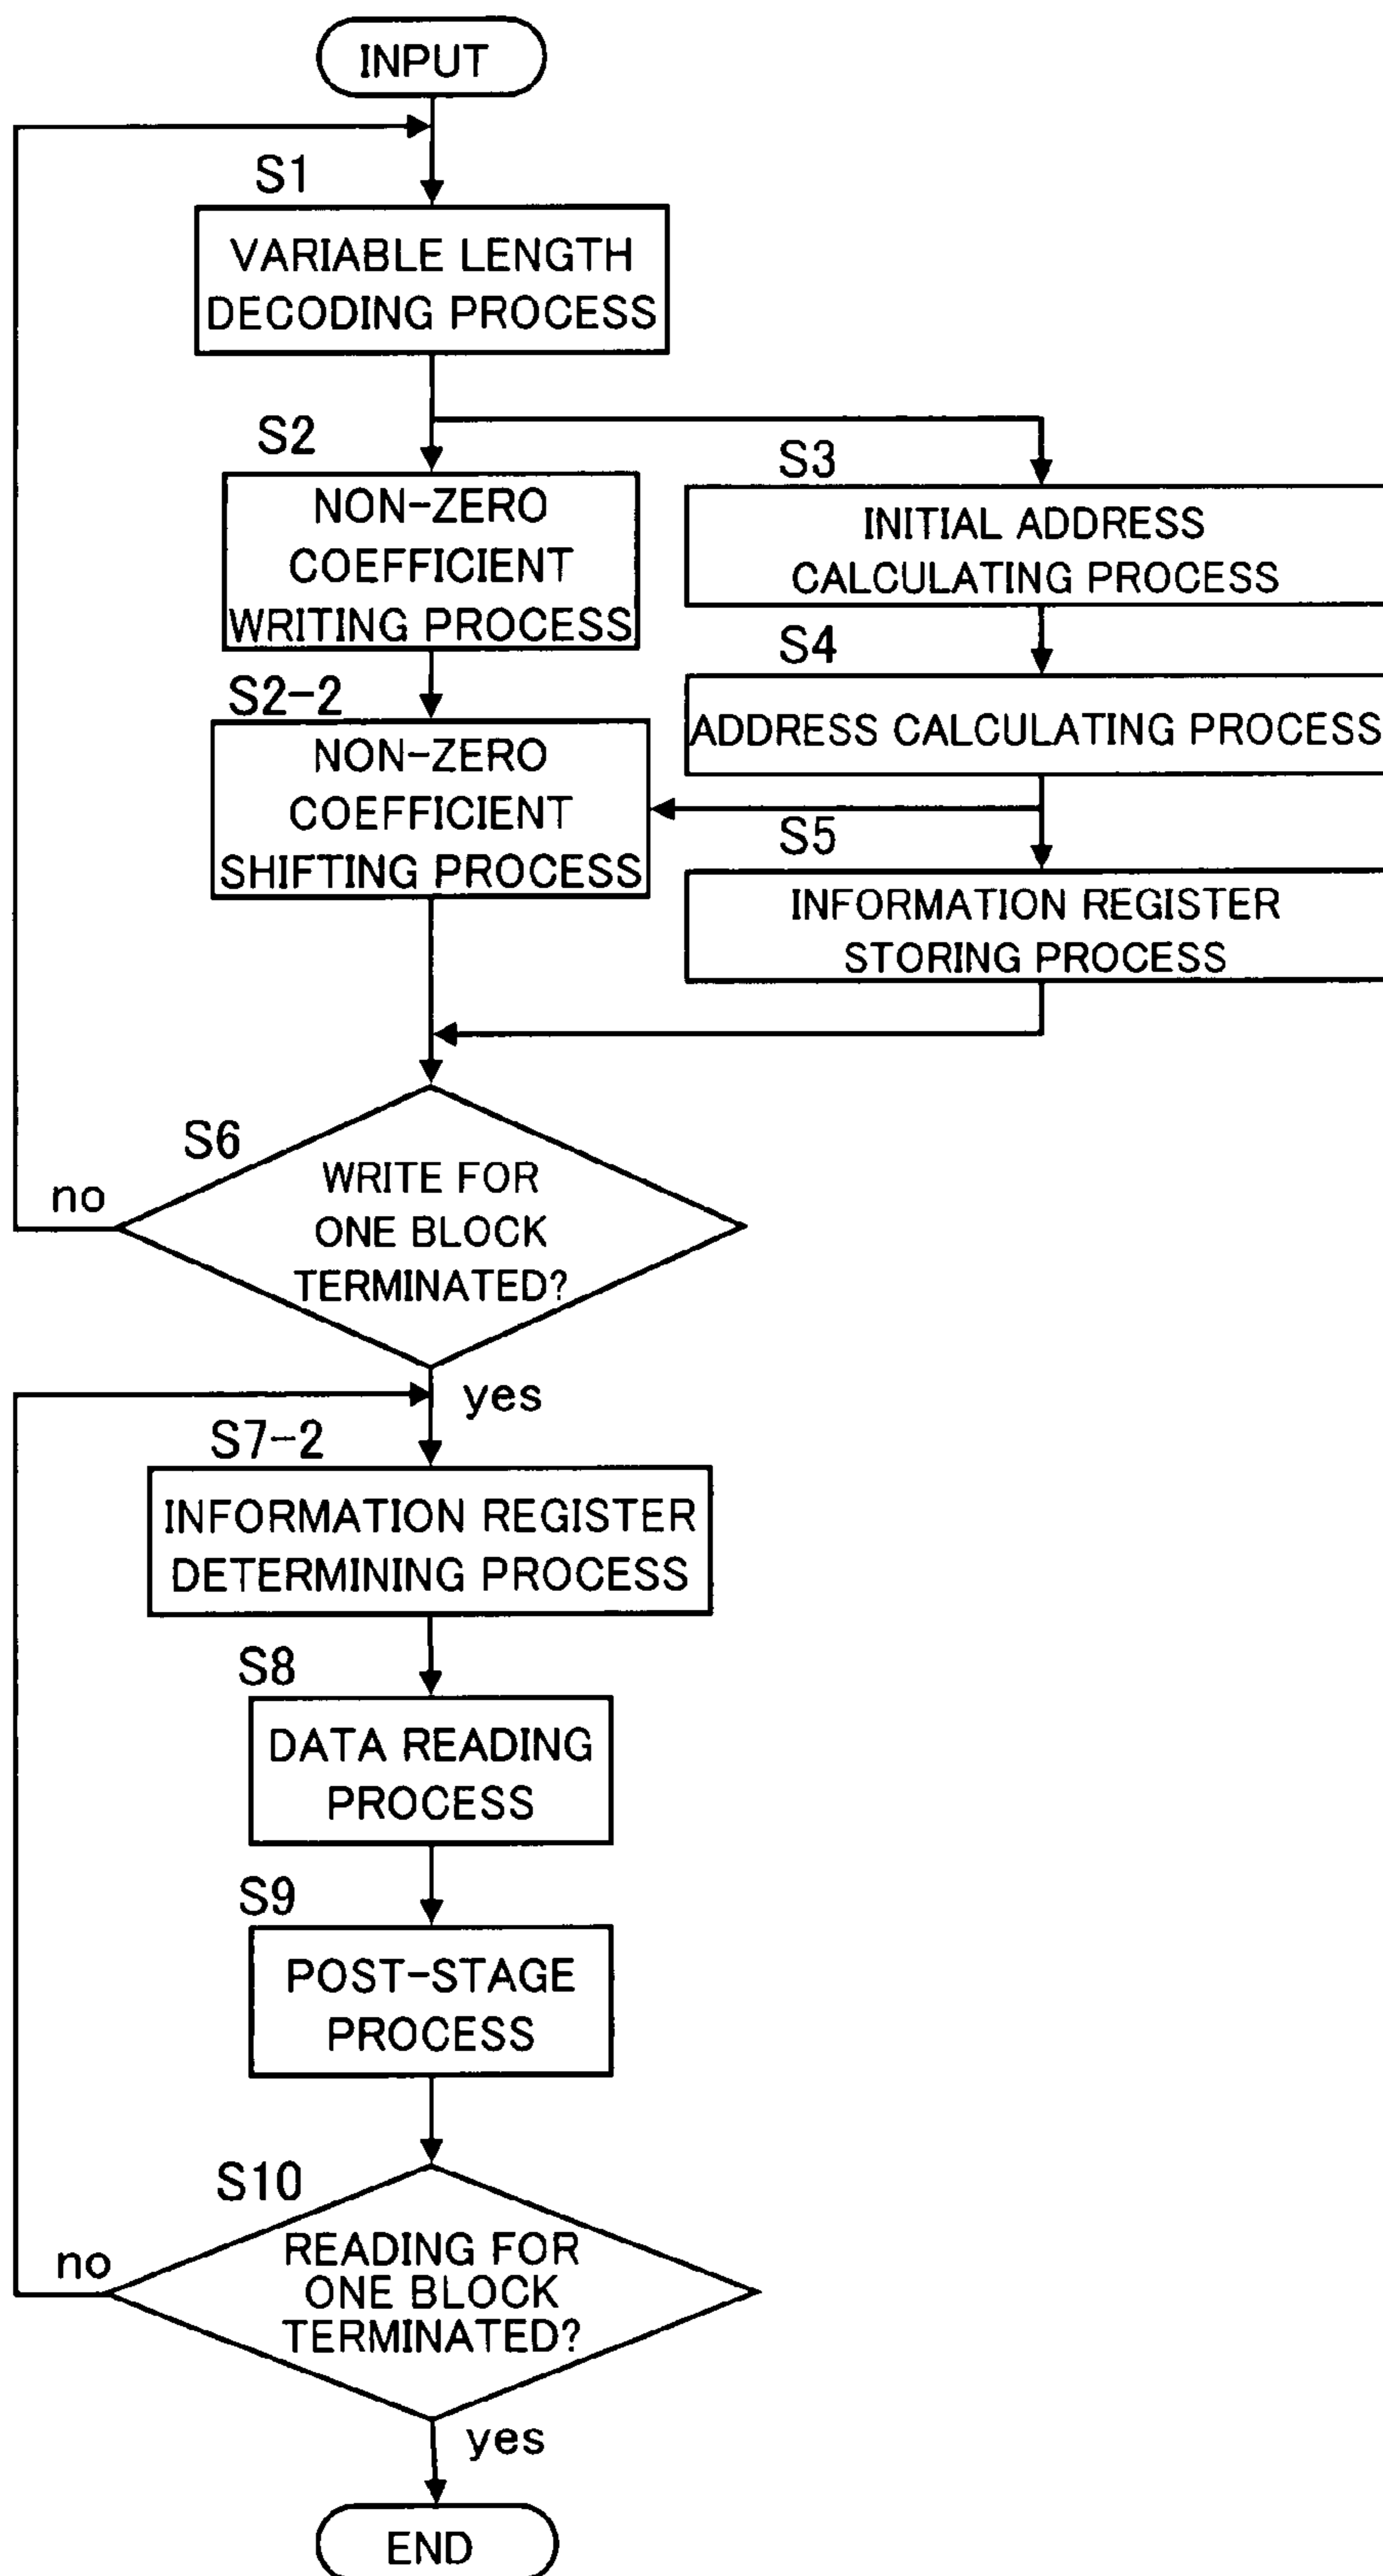 INPUT
S1
VARIABLE LENGTH
DECODING PROCESS
S2
NON-ZERO
COEFFICIENT
WRITING PROCESS
S3
INITIAL ADDRESS
CALCULATING PROCESS
S4
ADDRESS CALCULATING PROCESS
S2-2
NON-ZERO
COEFFICIENT
SHIFTING PROCESS
S5
INFORMATION REGISTER
STORING PROCESS
S6
no
WRITE FOR
ONE BLOCK
TERMINATED?
yes
S7-2
INFORMATION REGISTER
DETERMINING PROCESS
S8
DATA READING
PROCESS
S9
POST-STAGE
PROCESS
S10
no
READING FOR
ONE BLOCK
TERMINATED?
yes
END